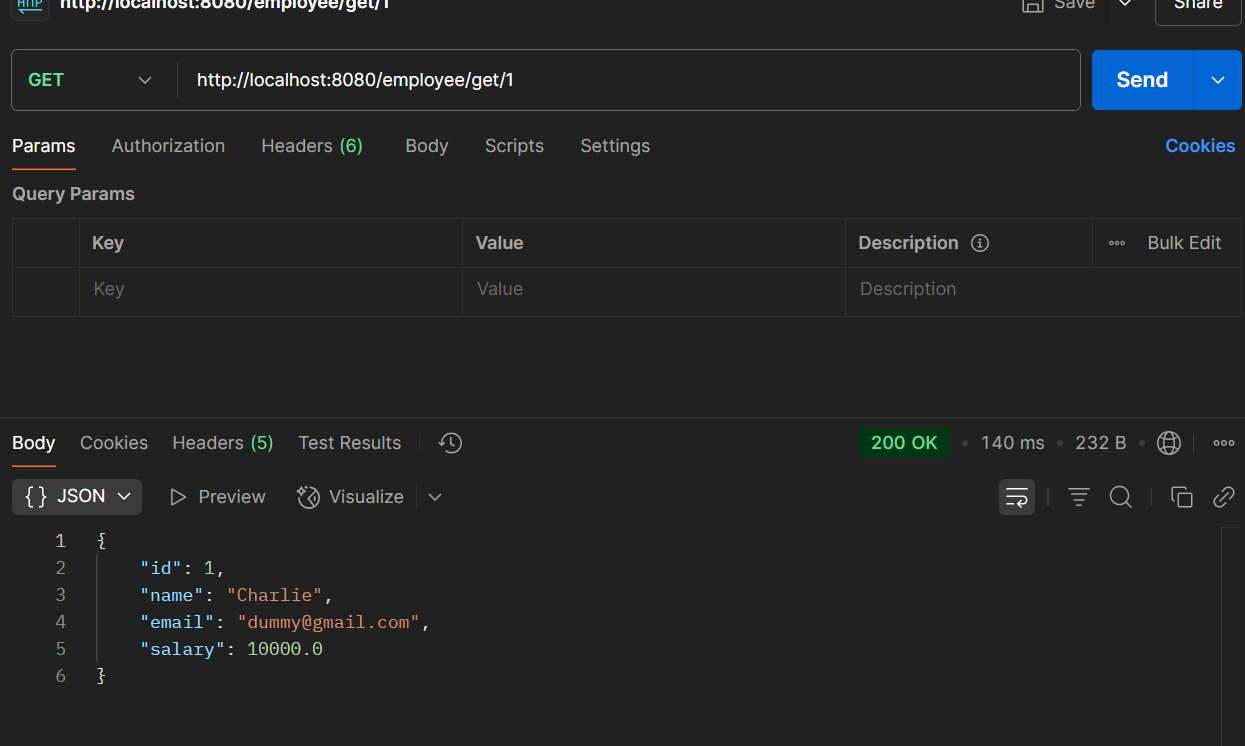 HTTP http://localhost:8080/employee/get/1 Save Share
GET http://localhost:8080/employee/get/1 Send
Params Authorization Headers (6) Body Scripts Settings Cookies
Query Params
Key Value Description Bulk Edit
Key Value Description
Body Cookies Headers (5) Test Results 200 OK • 140 ms • 232 B •
{ } JSON Preview Visualize
1 {
2 "id": 1,
3 "name": "Charlie",
4 "email": "dummy@gmail.com",
5 "salary": 10000.0
6 }